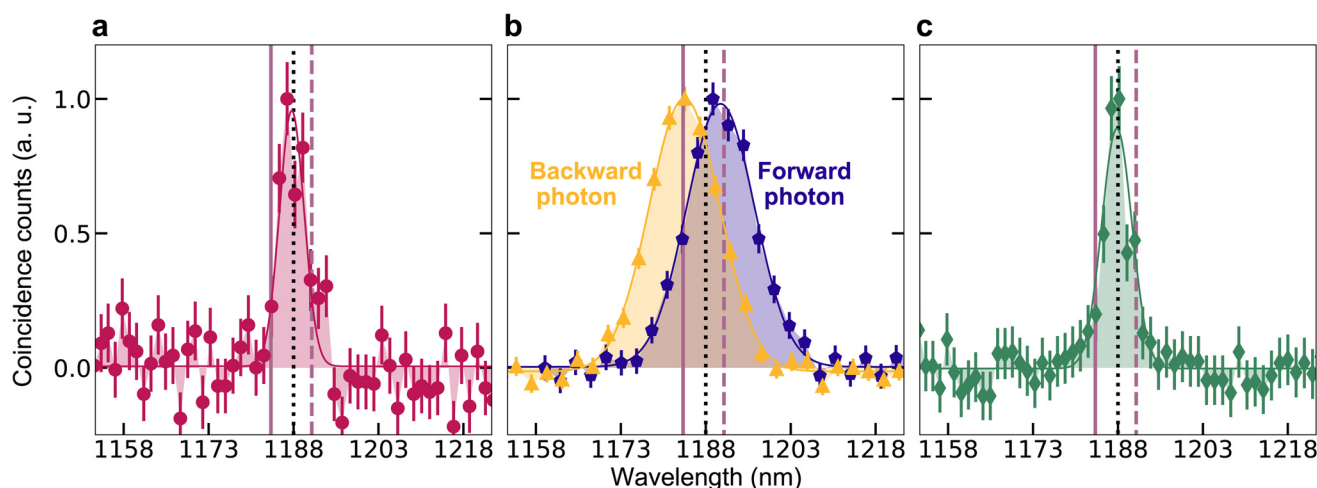 a
b
c
Coincidence counts (a. u.)
1.0
0.5
0.0
Backward
photon
Forward
photon
1158 1173 1188 1203 1218
1158 1173 1188 1203 1218
1158 1173 1188 1203 1218
Wavelength (nm)